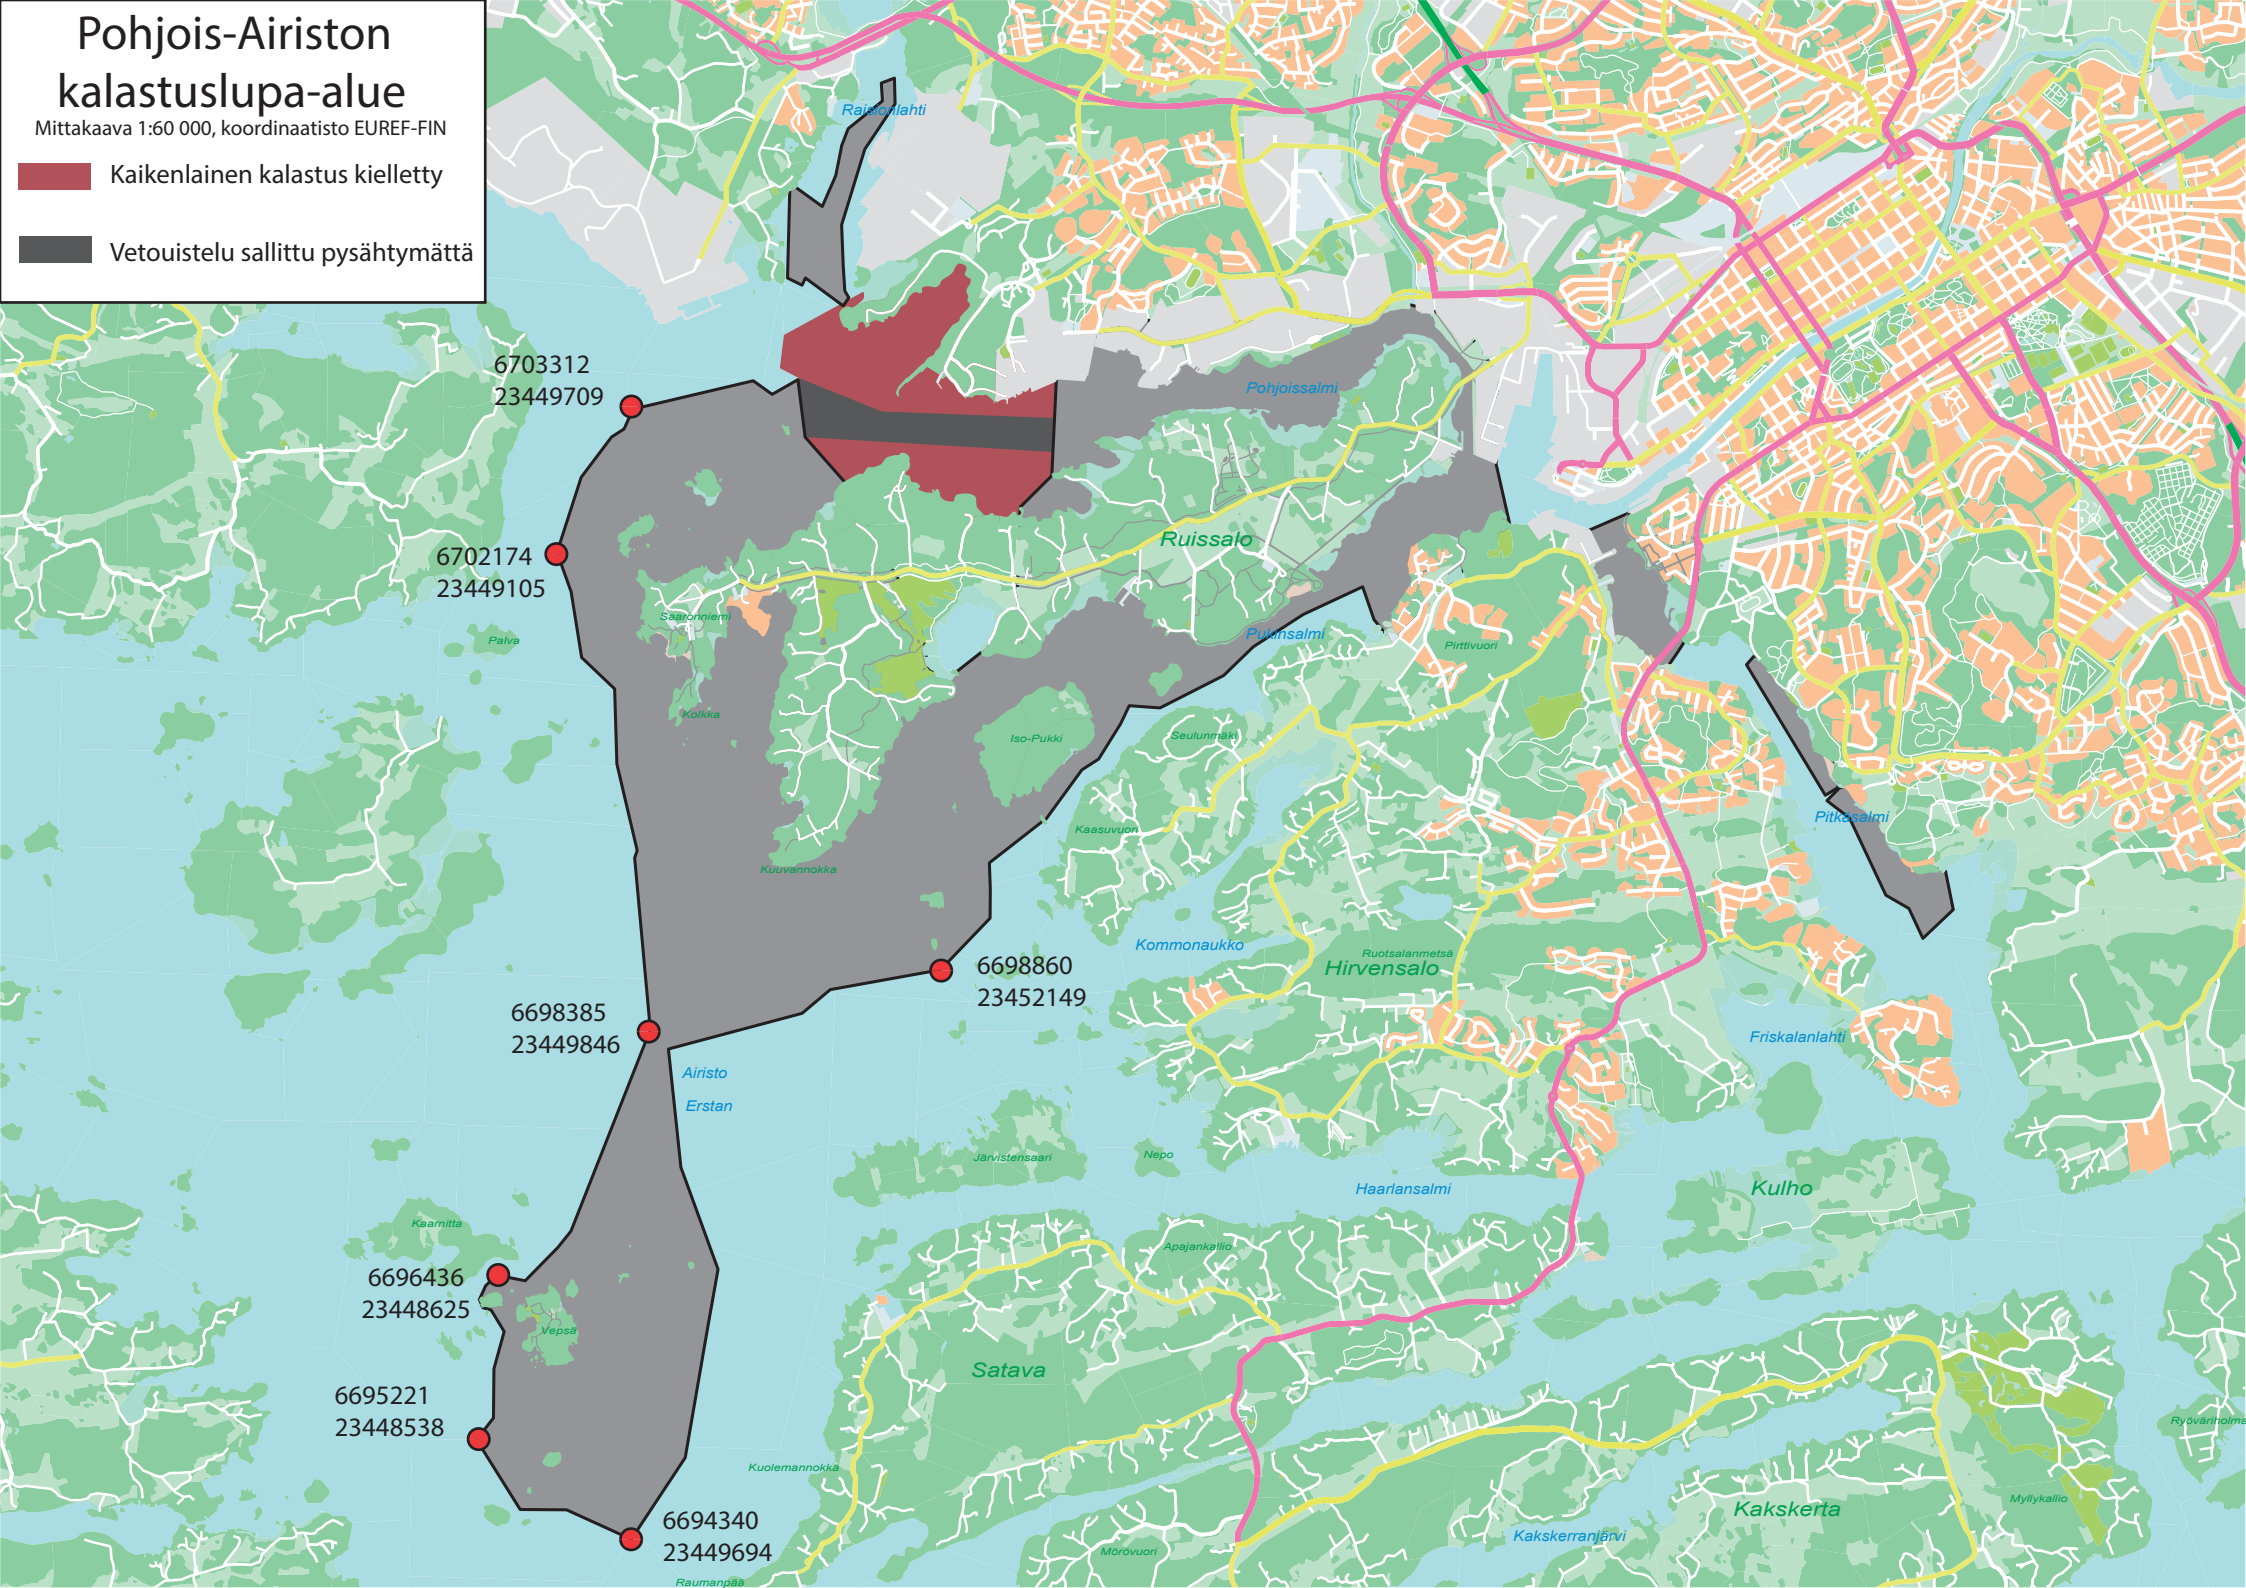 Pohjois-Airiston
kalastuslupa-alue
Mittakaava 1:60 000, koordinaatisto EUREF-FIN
Kaikenlainen kalastus kielletty
Vetouistelu sallittu pysähtymättä
Raisionlahti
6703312
23449709
Pohjoissalmi
6702174
23449105
Ruissalo
Saaronniemi
Palva
Pukinsalmi
Pirttivuori
Kolkka
Iso-Pukki
Seulunmäki
Kaasuvuori
Pitkäsalmi
Kuuvannokka
Kommonaukko
Ruotsalanmetsä
Hirvensalo
6698860
23452149
6698385
23449846
Friskalanlahti
Airisto
Erstan
Järvistensaari
Nepo
Haarlansalmi
Kulho
Kaarnitta
Apajankallio
6696436
23448625
Vepsä
Satava
6695221
23448538
Ryöväriholma
Kuolemannokka
Myllykallio
Kakskerta
6694340
23449694
Kakskerranjärvi
Mörövuori
Raumanpää